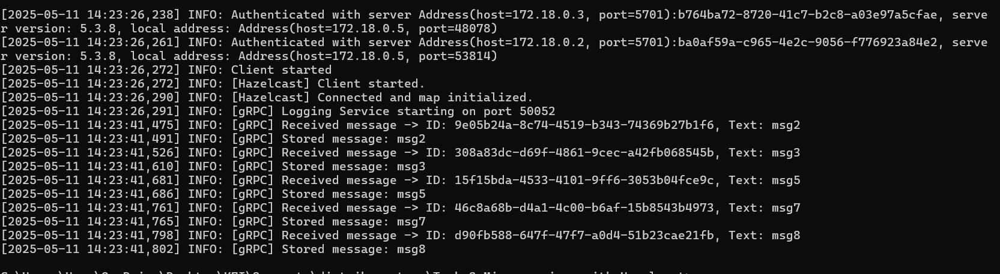 [2025-05-11 14:23:26,238] INFO: Authenticated with server Address(host=172.18.0.3, port=5701):b764ba72-8720-41c7-b2c8-a03e97a5cfae, serve
r version: 5.3.8, local address: Address(host=172.18.0.5, port=48078)
[2025-05-11 14:23:26,261] INFO: Authenticated with server Address(host=172.18.0.2, port=5701):ba0af59a-c965-4e2c-9056-f776923a84e2, serve
r version: 5.3.8, local address: Address(host=172.18.0.5, port=53814)
[2025-05-11 14:23:26,272] INFO: Client started
[2025-05-11 14:23:26,272] INFO: [Hazelcast] Client started.
[2025-05-11 14:23:26,290] INFO: [Hazelcast] Connected and map initialized.
[2025-05-11 14:23:26,291] INFO: [gRPC] Logging Service starting on port 50052
[2025-05-11 14:23:41,475] INFO: [gRPC] Received message -> ID: 9e05b24a-8c74-4519-b343-74369b27b1f6, Text: msg2
[2025-05-11 14:23:41,491] INFO: [gRPC] Stored message: msg2
[2025-05-11 14:23:41,526] INFO: [gRPC] Received message -> ID: 308a83dc-d69f-4861-9cec-a42fb068545b, Text: msg3
[2025-05-11 14:23:41,610] INFO: [gRPC] Stored message: msg3
[2025-05-11 14:23:41,681] INFO: [gRPC] Received message -> ID: 15f15bda-4533-4101-9ff6-3053b04fce9c, Text: msg5
[2025-05-11 14:23:41,686] INFO: [gRPC] Stored message: msg5
[2025-05-11 14:23:41,761] INFO: [gRPC] Received message -> ID: 46c8a68b-d4a1-4c00-b6af-15b8543b4973, Text: msg7
[2025-05-11 14:23:41,765] INFO: [gRPC] Stored message: msg7
[2025-05-11 14:23:41,798] INFO: [gRPC] Received message -> ID: d90fb588-647f-47f7-a0d4-51b23cae21fb, Text: msg8
[2025-05-11 14:23:41,802] INFO: [gRPC] Stored message: msg8